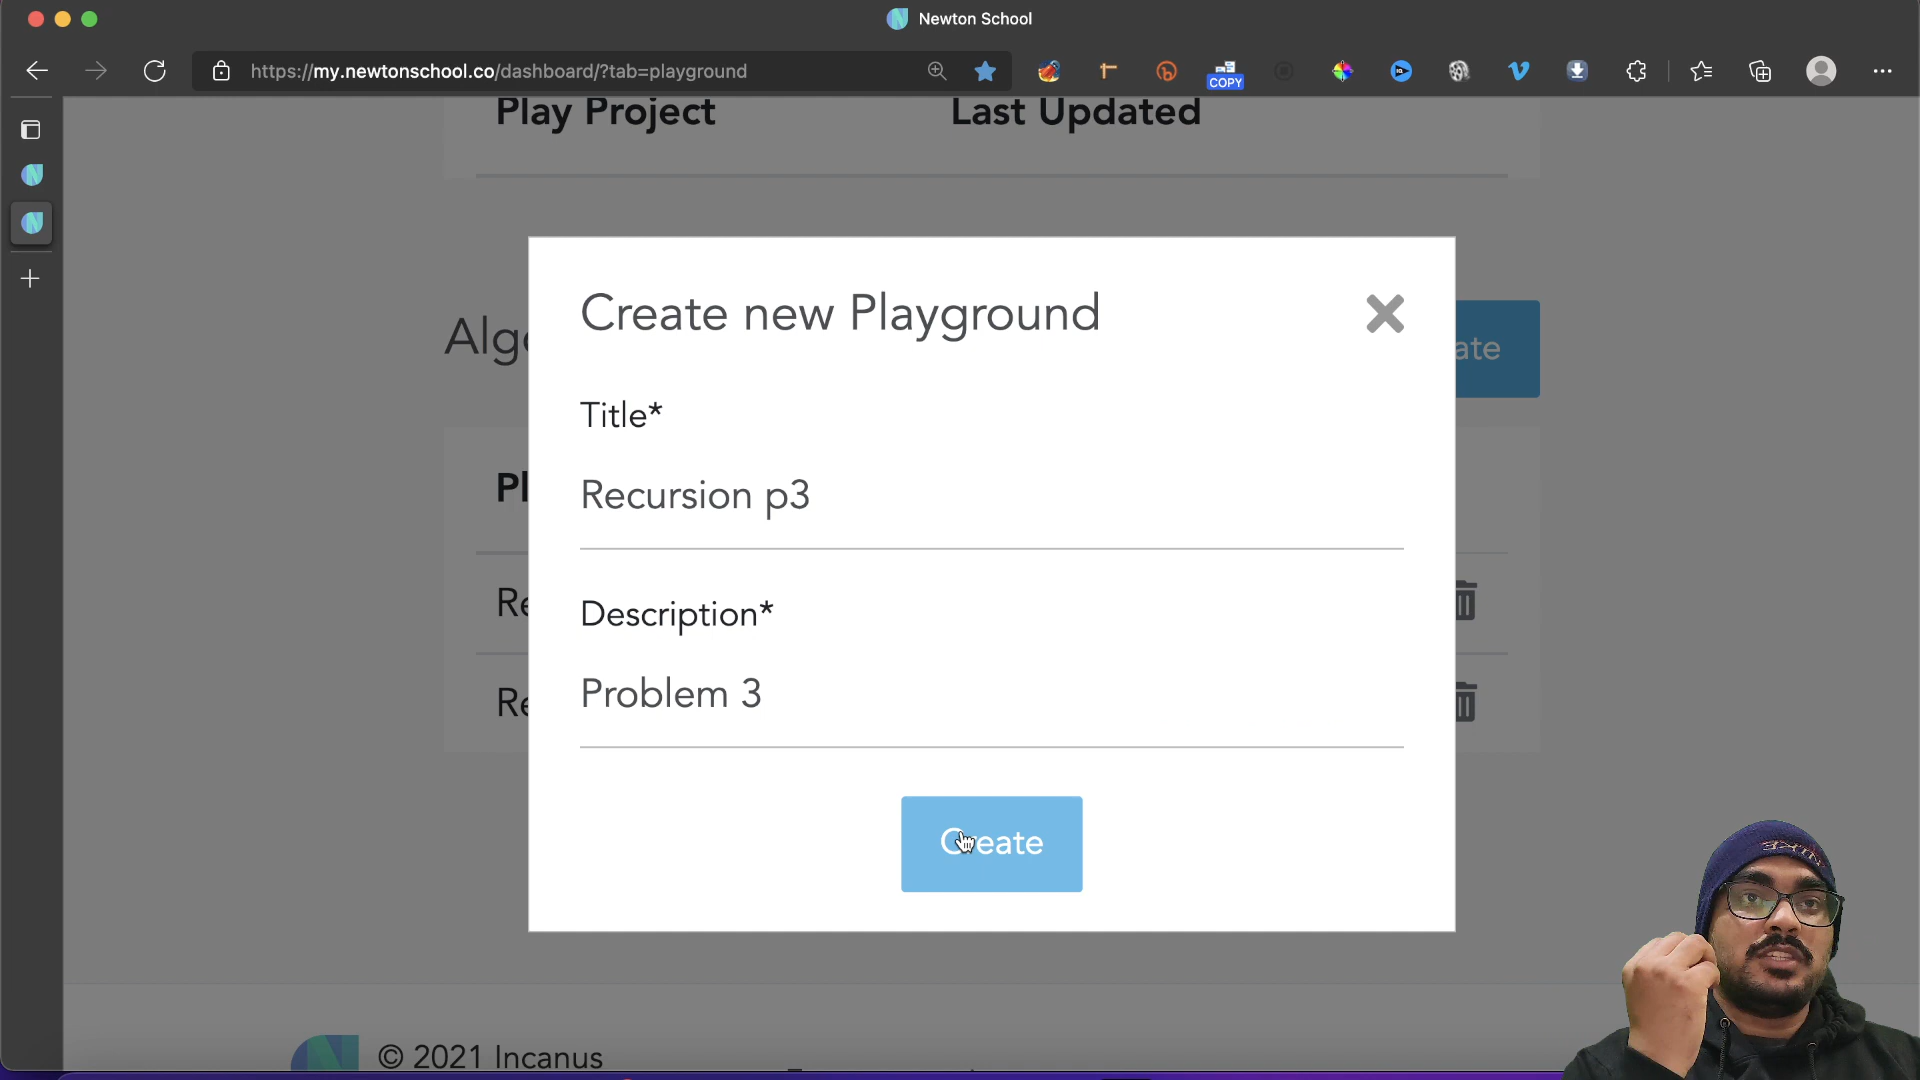 Newton School
https://my.newtonschool.co/dashboard/?tab=playground
COPY
Play Project Last Updated
Create new Playground
Title*
Recursion p3
Description*
Problem 3
Create
© 2021 Incanus
NIKE